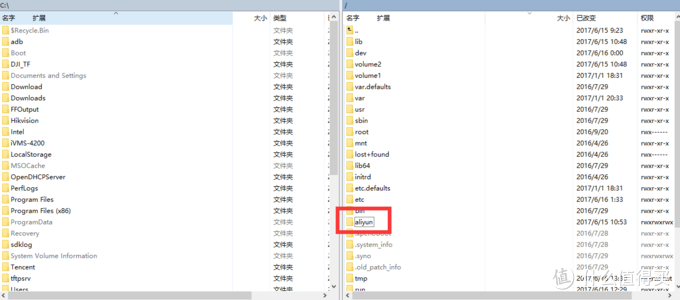 C:\
名字 扩展 大小 类型
$Recycle.Bin 文件夹
adb 文件夹
Boot 文件夹
DJI_TF 文件夹
Documents and Settings 文件夹
Download 文件夹
Downloads 文件夹
FFOutput 文件夹
Hikvision 文件夹
Intel 文件夹
iVMS-4200 文件夹
LocalStorage 文件夹
MSOCache 文件夹
OpenDHCPServer 文件夹
PerfLogs 文件夹
Program Files 文件夹
Program Files (x86) 文件夹
ProgramData 文件夹
Recovery 文件夹
sdklog 文件夹
System Volume Information 文件夹
Tencent 文件夹
tftpsrv 文件夹
Users 文件夹
/
名字 扩展 大小 已改变 权限
.. 2017/6/15 9:23 rwxr-xr-x
lib 2017/6/15 10:48 rwxr-xr-x
dev 2017/6/16 0:00 rwxr-xr-x
volume2 2017/6/15 10:48 rwxr-xr-x
volume1 2017/1/1 18:31 rwxr-xr-x
var.defaults 2016/7/29 rwxr-xr-x
var 2017/1/1 20:33 rwxr-xr-x
usr 2016/7/29 rwxr-xr-x
sbin 2016/7/29 rwxr-xr-x
root 2016/9/20 rwx------
mnt 2016/4/26 rwxr-xr-x
lost+found 2016/4/26 rwx------
lib64 2016/7/29 rwxr-xr-x
initrd 2016/4/26 rwxr-xr-x
etc.defaults 2017/1/1 18:31 rwxr-xr-x
etc 2017/6/16 1:33 rwxr-xr-x
bin 2016/7/29 rwxr-xr-x
aliyun 2017/6/15 10:53 rwxrwxrwx
2016/7/28 rwxr-xr-x
.system_info 2016/7/28 rwxr-xr-x
.syno 2016/7/29
.old_patch_info 2016/7/28
tmp
run 2017/6/16 12:29
值 什么值得买